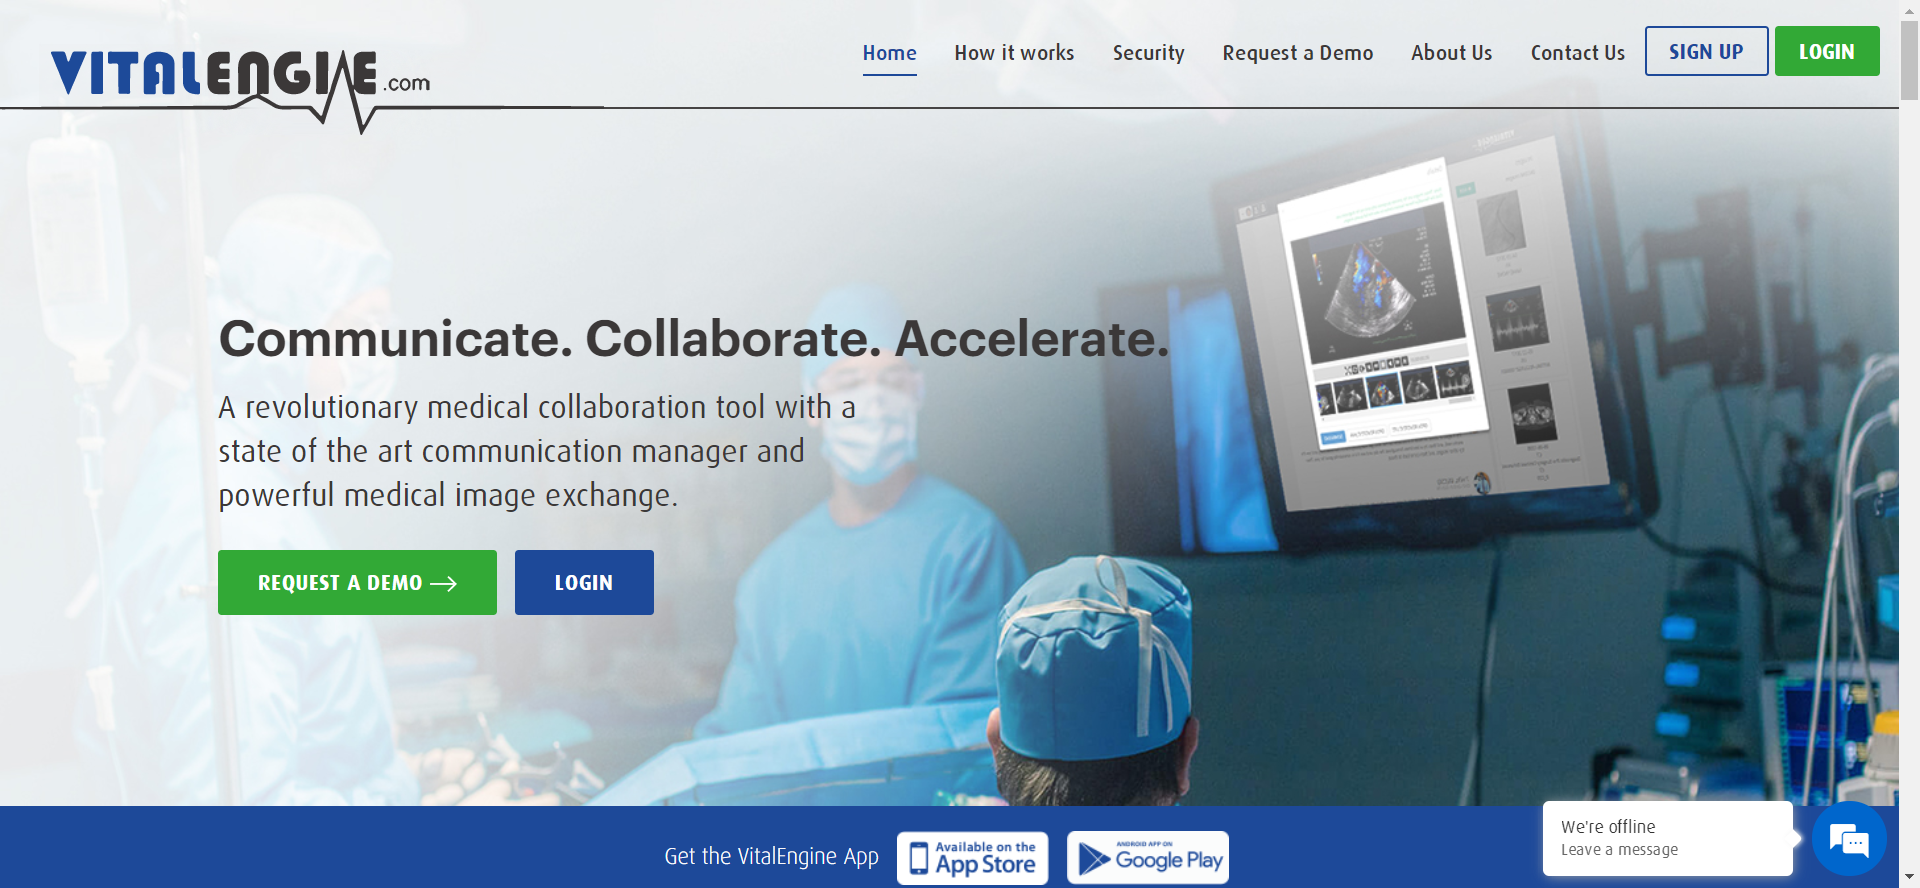 VITALENGINE.com
Home
How it works
Security
Request a Demo
About Us
Contact Us
SIGN UP
LOGIN
Communicate. Collaborate. Accelerate.
A revolutionary medical collaboration tool with a
state of the art communication manager and
powerful medical image exchange.
REQUEST A DEMO
LOGIN
Get the VitalEngine App
Available on the
App Store
ANDROID APP ON
Google Play
We're offline
Leave a message